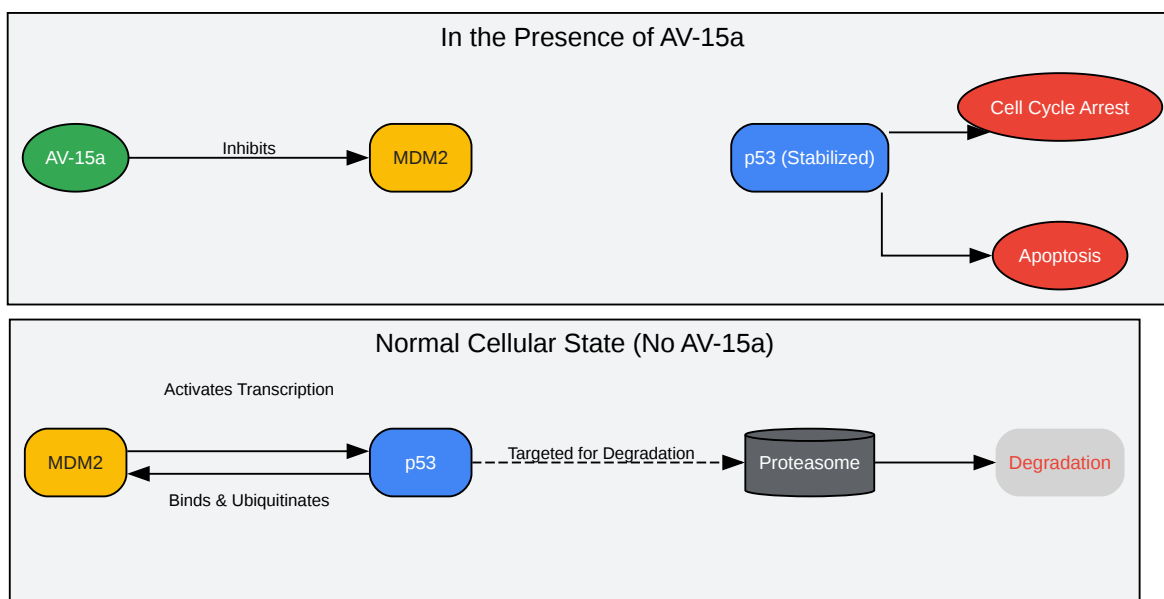 In the Presence of AV-15a
Cell Cycle Arrest
AV-15a
Inhibits
MDM2
p53 (Stabilized)
Apoptosis
Normal Cellular State (No AV-15a)
Activates Transcription
MDM2
p53
Targeted for Degradation
Proteasome
Degradation
Binds & Ubiquitinates